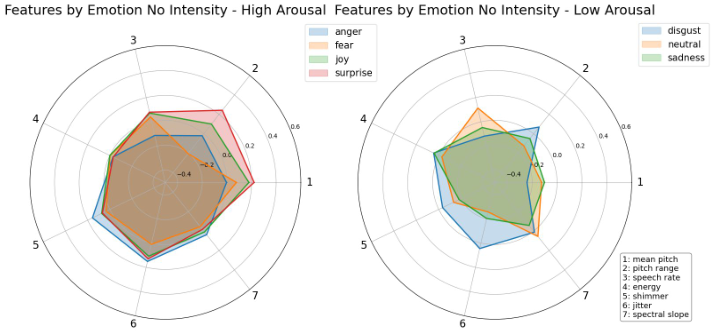 Features by Emotion No Intensity - High Arousal
anger
fear
joy
surprise
1
2
3
4
5
6
7
−0.4
−0.2
0.0
0.2
0.4
0.6
Features by Emotion No Intensity - Low Arousal
disgust
neutral
sadness
1
2
3
4
5
6
7
−0.4
−0.2
0.0
0.2
0.4
0.6
1: mean pitch
2: pitch range
3: speech rate
4: energy
5: shimmer
6: jitter
7: spectral slope